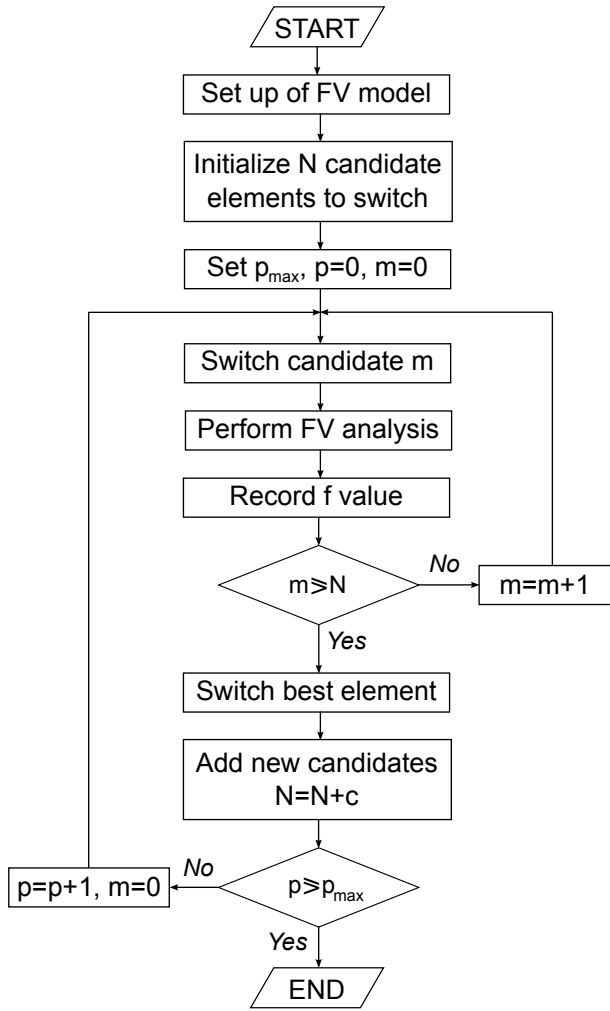 START
Set up of FV model
Initialize N candidate
elements to switch
Set pmax, p=0, m=0
Switch candidate m
Perform FV analysis
Record f value
m⩾N
No
m=m+1
Yes
Switch best element
Add new candidates
N=N+c
p⩾pmax
No
p=p+1, m=0
Yes
END